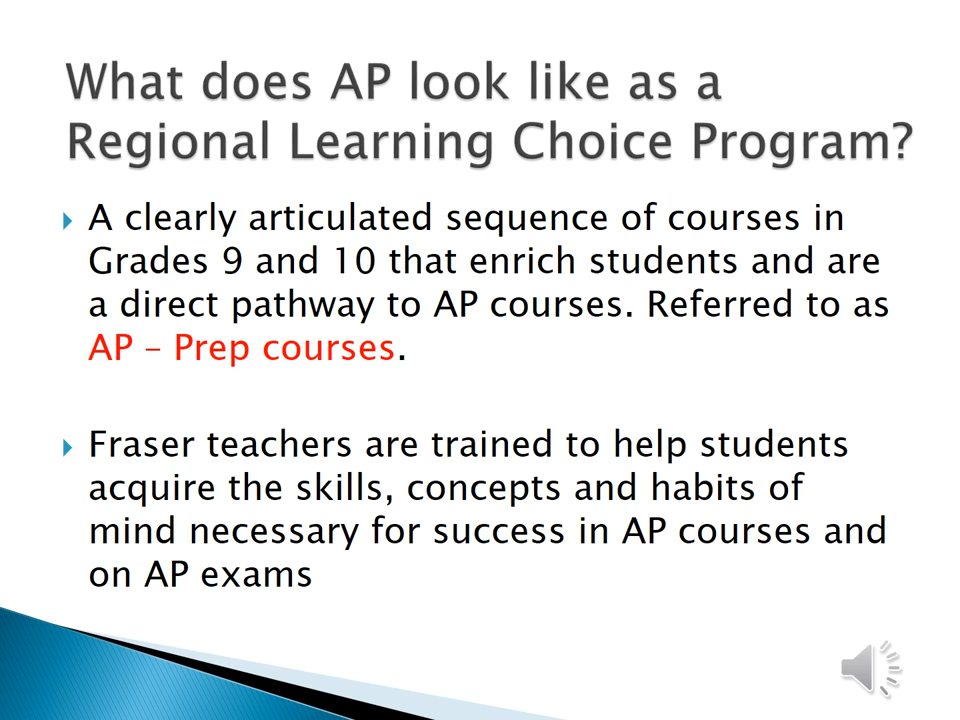 What does AP look like as a
Regional Learning Choice Program?
A clearly articulated sequence of courses in
Grades 9 and 10 that enrich students and are
a direct pathway to AP courses. Referred to as
AP – Prep courses.
Fraser teachers are trained to help students
acquire the skills, concepts and habits of
mind necessary for success in AP courses and
on AP exams